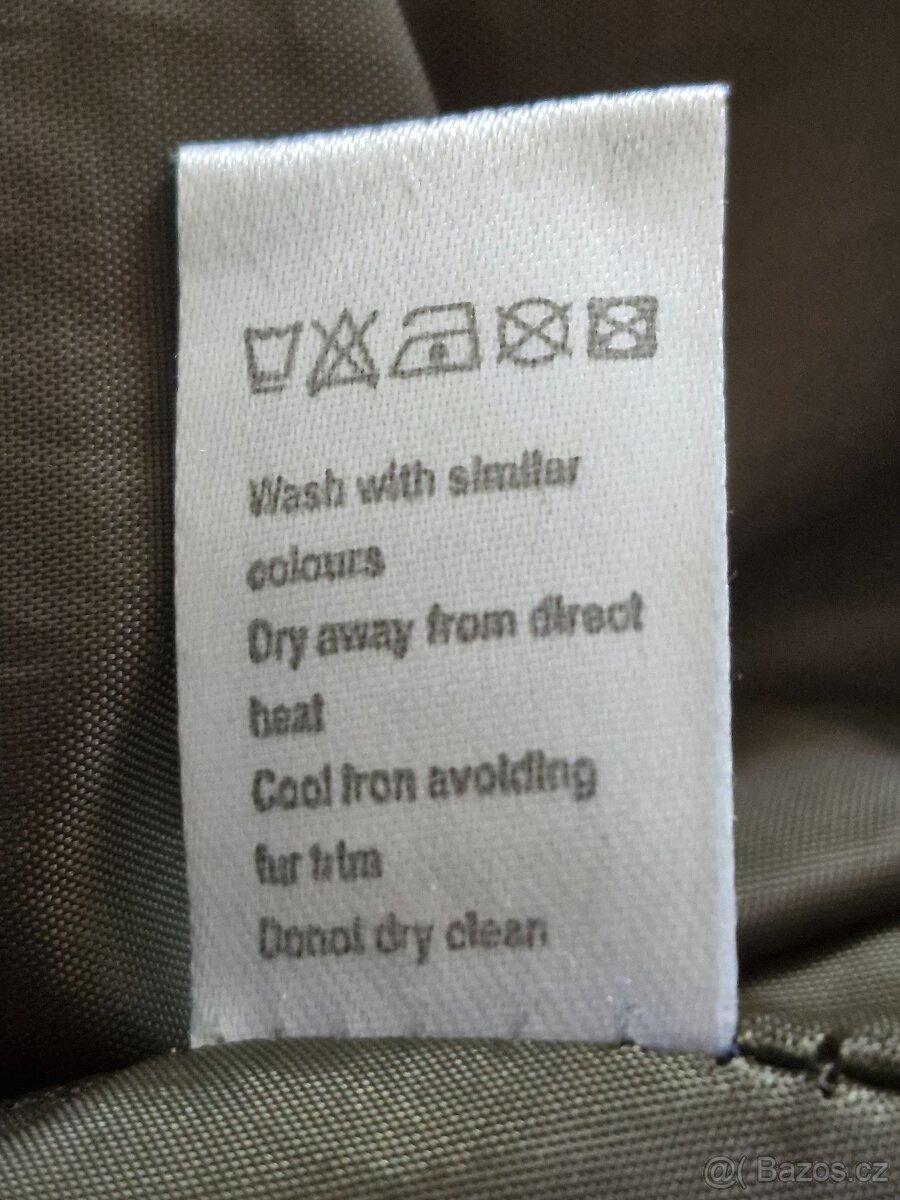 Wash with similar
colours
Dry away from direct
heat
Cool iron avoiding
fur trim
Donot dry clean
@( Bazos.cz